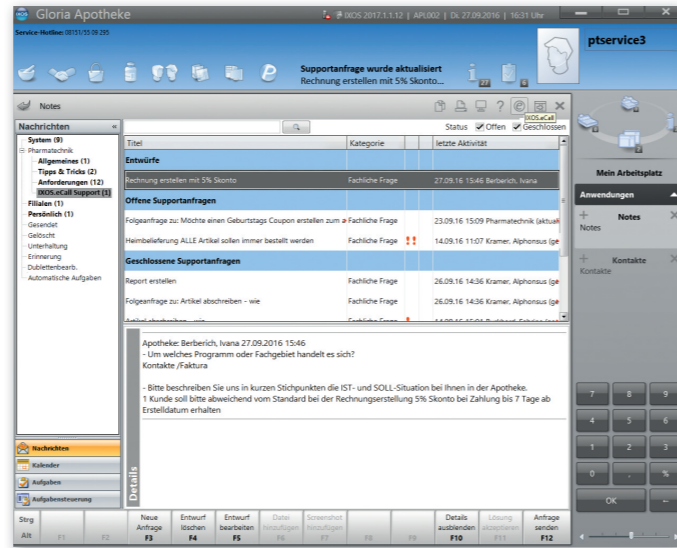 Gloria Apotheke
IXOS 2017.1.1.12 | APL002 | Di. 27.09.2016 | 16:31 Uhr
Service-Hotline: 08151/55 09 295
ptservice3
Supportanfrage wurde aktualisiert
Rechnung erstellen mit 5% Skonto...
27
6
Notes
IXOS.eCall
Nachrichten «
Status Offen Geschlossen
System (9)
Pharmatechnik
Allgemeines (1)
Tipps & Tricks (2)
Anforderungen (12)
IXOS.eCall Support (1)
Filialen (1)
Persönlich (1)
Gesendet
Gelöscht
Unterhaltung
Erinnerung
Dublettenbearb.
Automatische Aufgaben
Titel Kategorie letzte Aktivität
Entwürfe
Rechnung erstellen mit 5% Skonto Fachliche Frage 27.09.16 15:46 Berberich, Ivana
Offene Supportanfragen
Folgeanfrage zu: Möchte einen Geburtstags Coupon erstellen zum Fachliche Frage 23.09.16 15:09 Pharmatechnik (aktual
Heimbelieferung ALLE Artikel sollen immer bestellt werden Fachliche Frage !! 14.09.16 11:07 Kramer, Alphonsus (ge
Geschlossene Supportanfragen
Report erstellen Fachliche Frage 26.09.16 14:36 Kramer, Alphonsus (ge
Folgeanfrage zu: Artikel abschreiben - wie Fachliche Frage 26.09.16 14:36 Kramer, Alphonsus (ge
Details
Apotheke: Berberich, Ivana 27.09.2016 15:46
- Um welches Programm oder Fachgebiet handelt es sich?
Kontakte /Faktura
- Bitte beschreiben Sie uns in kurzen Stichpunkten die IST- und SOLL-Situation bei Ihnen in der Apotheke.
1 Kunde soll bitte abweichend vom Standard bei der Rechnungserstellung 5% Skonto bei Zahlung bis 7 Tage ab
Erstelldatum erhalten
Nachrichten
Kalender
Aufgaben
Aufgabensteuerung
Mein Arbeitsplatz
Anwendungen
Notes
Notes
Kontakte
Kontakte
7 8 9
4 5 6
1 2 3
0 , %
OK ←
Strg
Alt
F1
F2
Neue Anfrage F3
Entwurf löschen F4
Entwurf bearbeiten F5
Datei hinzufügen F6
Screenshot hinzufügen F7
F8
F9
Details ausblenden F10
Lösung akzeptieren F11
Anfrage senden F12